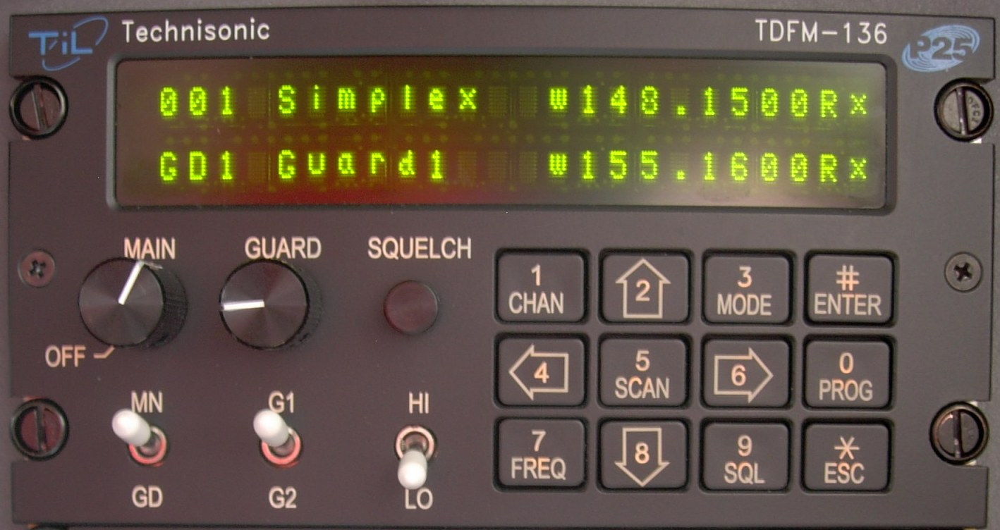 TiL Technisonic TDFM-136 P25
001 Simplex w148.1500Rx
GD1 Guard1 w155.1600Rx
MAIN GUARD SQUELCH
OFF
1 2 3 #
CHAN MODE ENTER
4 5 6 0
SCAN PROG
7 8 9 *
FREQ SQL ESC
MN G1 HI
GD G2 LO